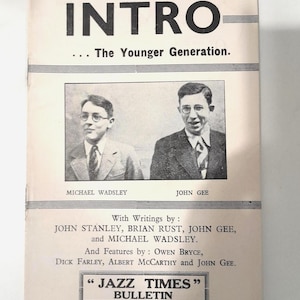 INTRO
... The Younger Generation.
MICHAEL WADSLEY JOHN GEE
With Writings by :
JOHN STANLEY, BRIAN RUST, JOHN GEE,
and MICHAEL WADSLEY.
And Features by : OWEN BRYCE,
DICK FARLEY, ALBERT MCCARTHY and JOHN GEE.
" JAZZ TIMES "
BULLETIN